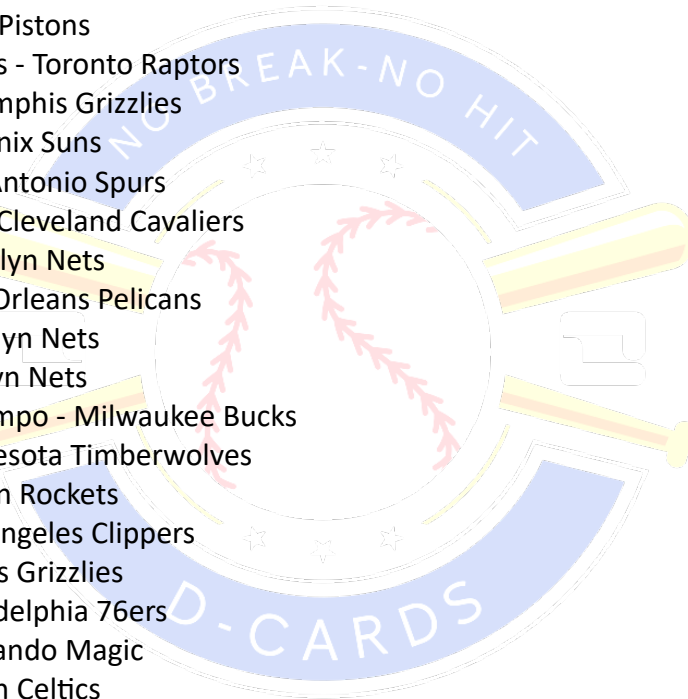 Pistons
s - Toronto Raptors
mphis Grizzlies
nix Suns
Antonio Spurs
Cleveland Cavaliers
lyn Nets
Orleans Pelicans
yn Nets
yn Nets
mpo - Milwaukee Bucks
esota Timberwolves
n Rockets
ngeles Clippers
s Grizzlies
delphia 76ers
ando Magic
n Celtics
NO BREAK-NO HIT
D-CARDS